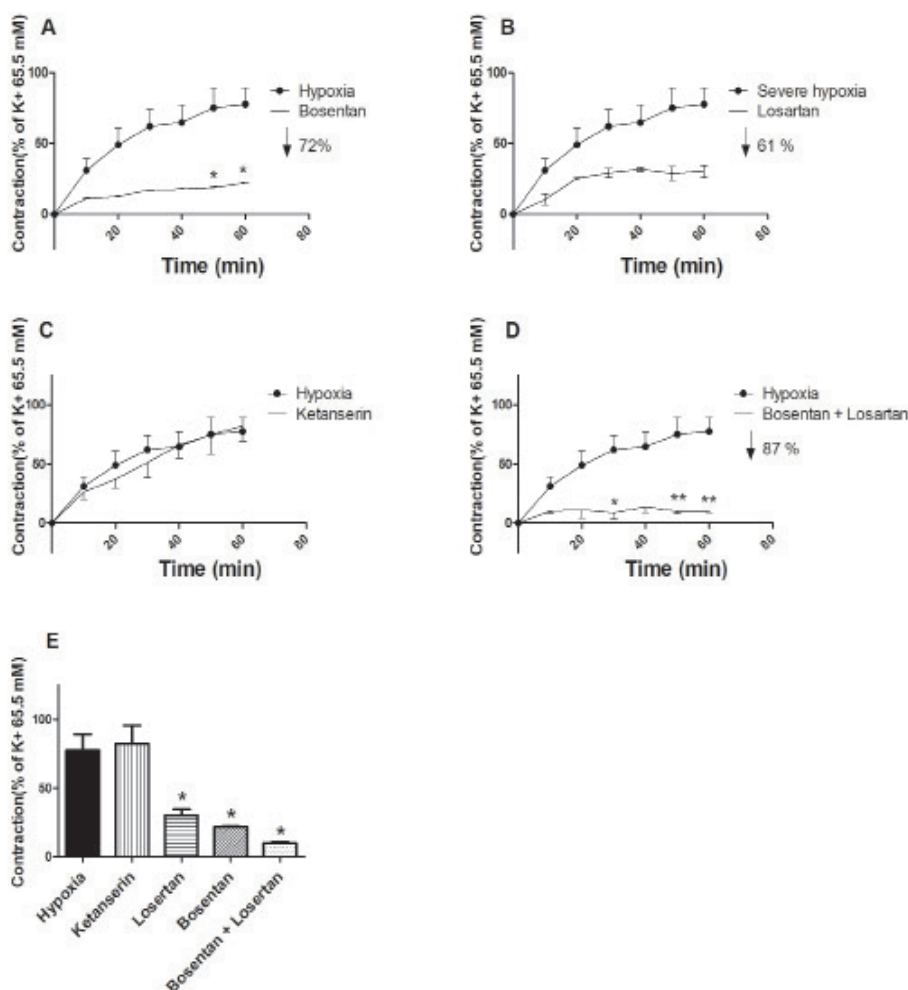 A
Contraction(% of K+ 65.5 mM)
100
50
0
20
40
60
80
Time (min)
Hypoxia
Bosentan
72%
*
*
B
Contraction(% of K+ 65.5 mM)
100
50
0
20
40
60
80
Time (min)
Severe hypoxia
Losartan
61 %
C
Contraction(% of K+ 65.5 mM)
100
50
0
20
40
60
80
Time (min)
Hypoxia
Ketanserin
D
Contraction(% of K+ 65.5 mM)
100
50
0
20
40
60
80
Time (min)
Hypoxia
Bosentan + Losartan
87 %
*
**
**
E
Contraction(% of K+ 65.5 mM)
100
50
0
*
*
*
Hypoxia
Ketanserin
Losertan
Bosentan
Bosentan + Losertan